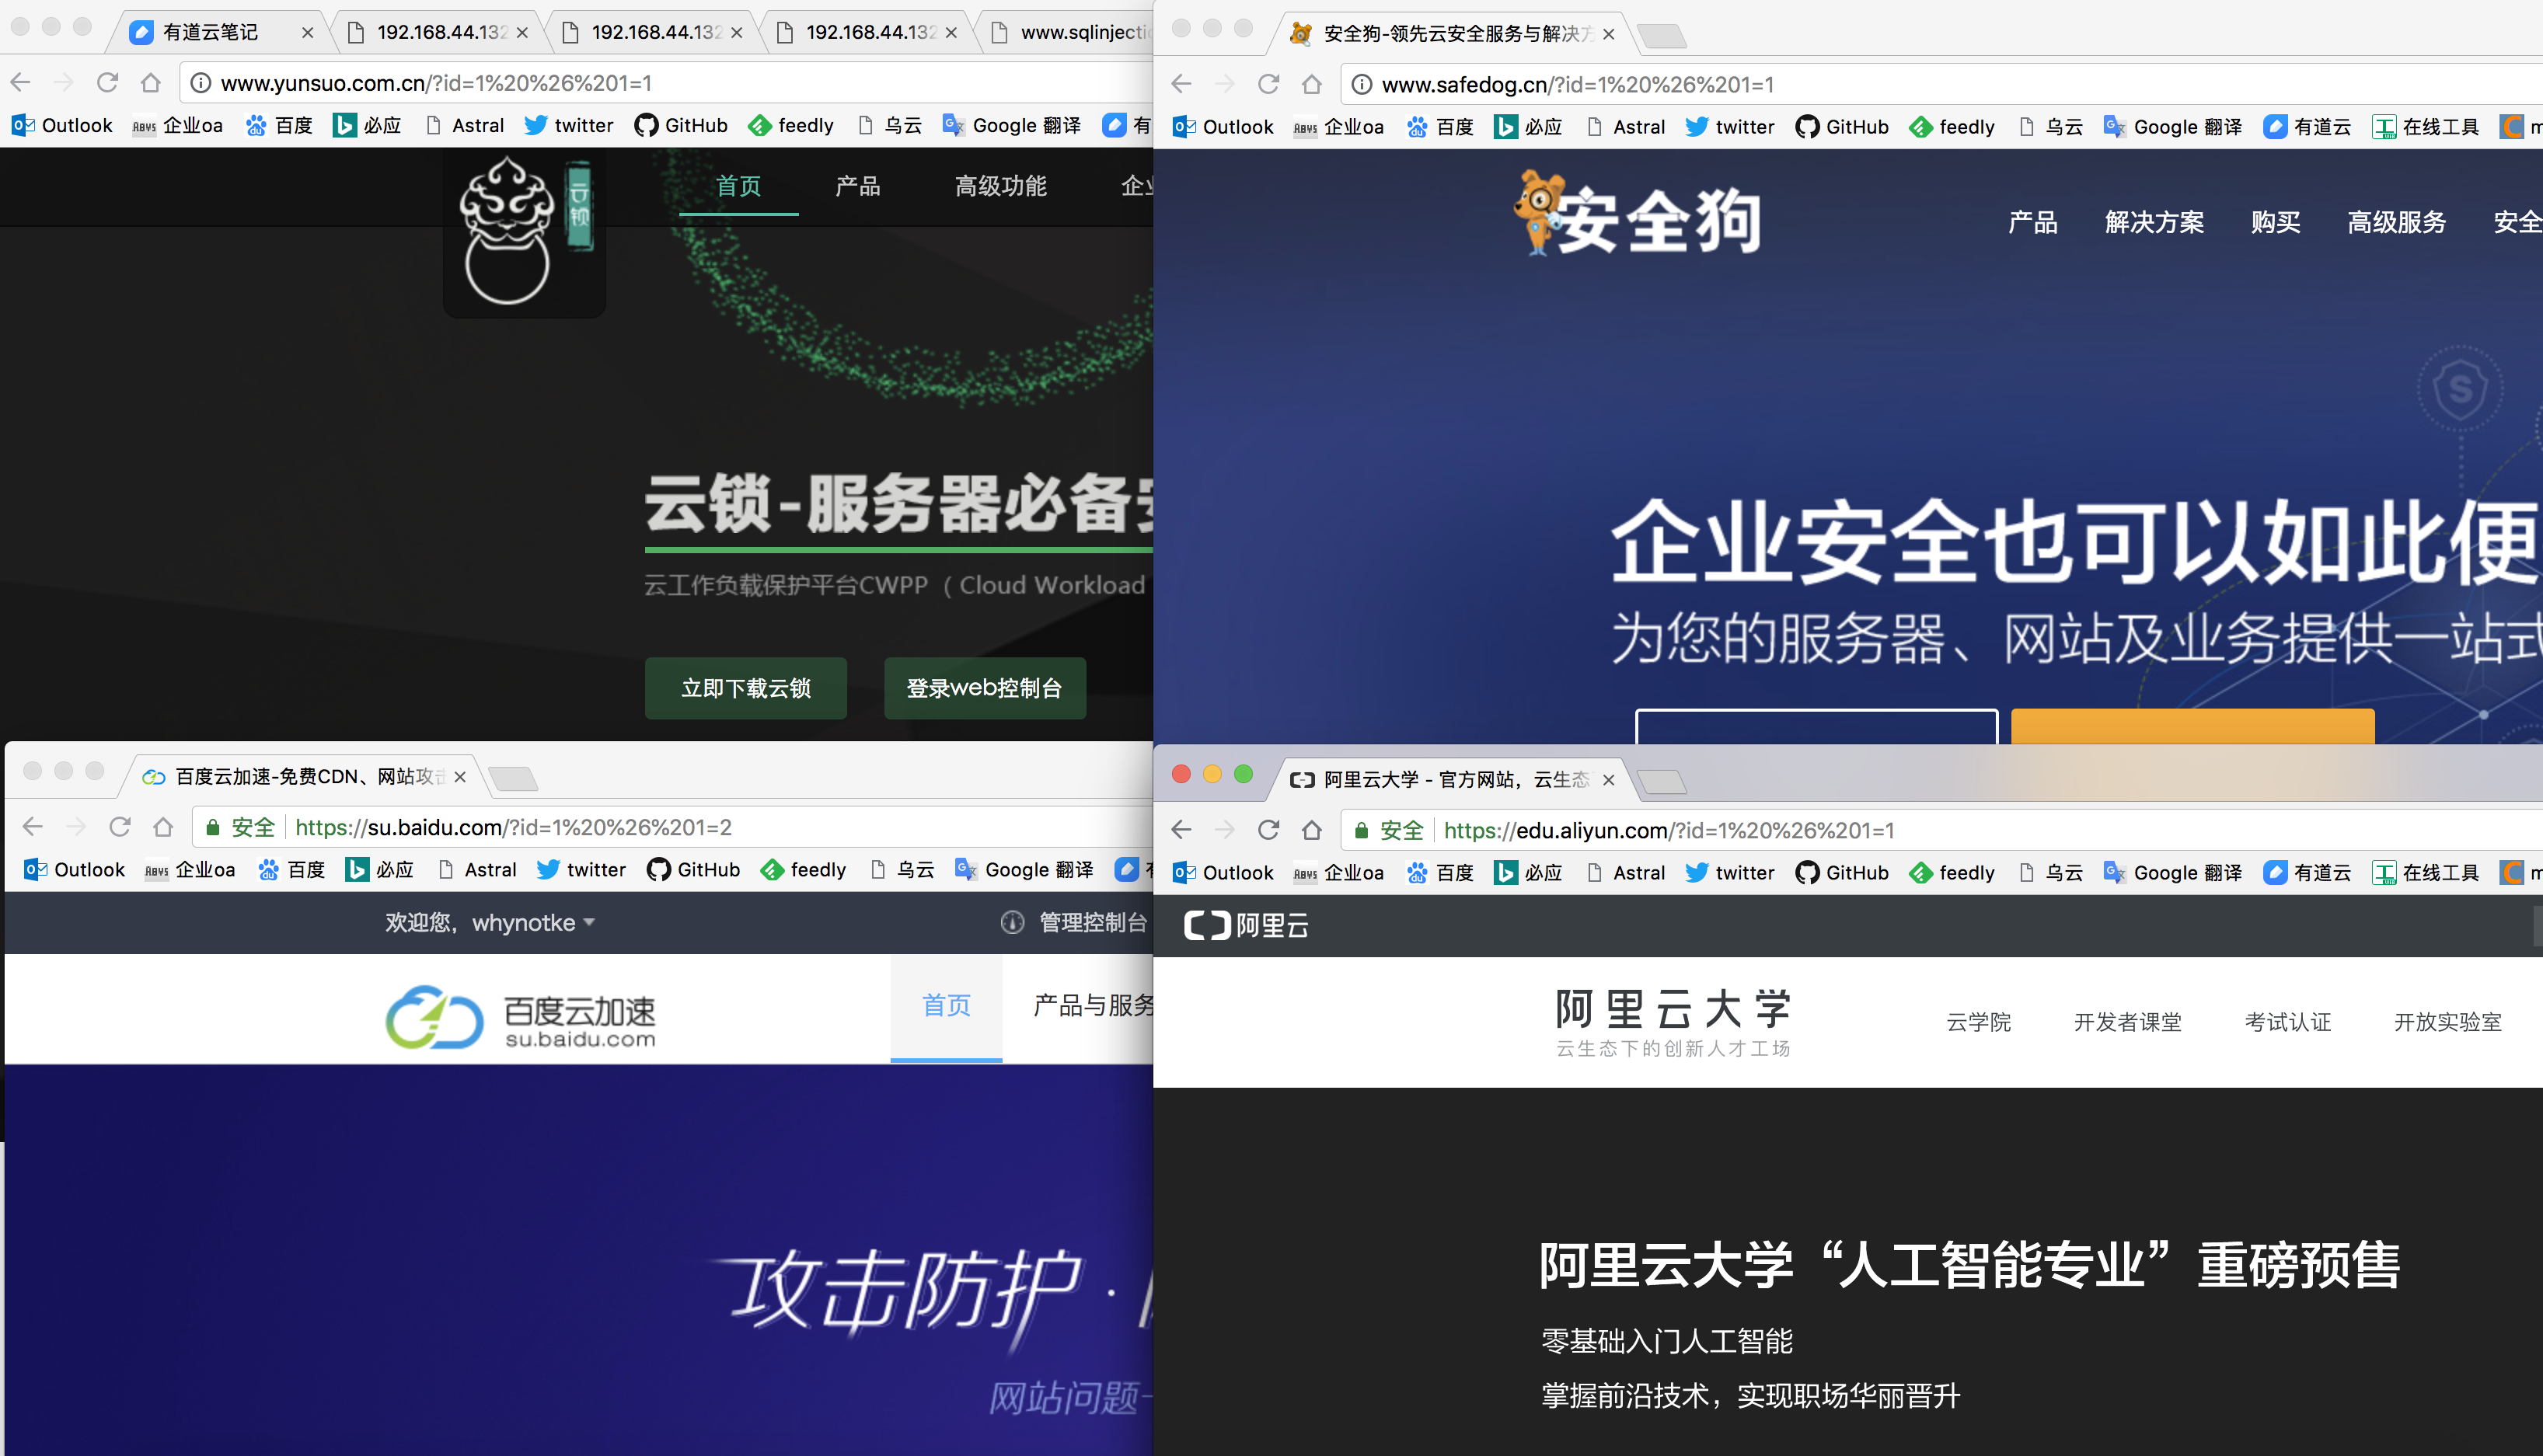 有道云笔记
192.168.44.132
192.168.44.132
192.168.44.132
www.sqlinjecti
www.yunsuo.com.cn/?id=1%20%26%201=1
Outlook 企业oa 百度 必应 Astral twitter GitHub feedly 乌云 Google 翻译 有
云锁
首页 产品 高级功能 企业
云锁-服务器必备安
云工作负载保护平台CWPP（Cloud Workload
立即下载云锁 登录web控制台
安全狗-领先云安全服务与解决方
www.safedog.cn/?id=1%20%26%201=1
Outlook 企业oa 百度 必应 Astral twitter GitHub feedly 乌云 Google 翻译 有道云 在线工具 m
安全狗
产品 解决方案 购买 高级服务 安全
S
企业安全也可以如此便
为您的服务器、网站及业务提供一站式
百度云加速-免费CDN、网站攻击
安全 https://su.baidu.com/?id=1%20%26%201=2
Outlook 企业oa 百度 必应 Astral twitter GitHub feedly 乌云 Google 翻译 有
欢迎您，whynotke 管理控制台
百度云加速
su.baidu.com
首页 产品与服务
攻击防护 ·
网站问题一
阿里云大学 - 官方网站，云生态
安全 https://edu.aliyun.com/?id=1%20%26%201=1
Outlook 企业oa 百度 必应 Astral twitter GitHub feedly 乌云 Google 翻译 有道云 在线工具 m
阿里云
阿里云大学
云生态下的创新人才工场
云学院 开发者课堂 考试认证 开放实验室
阿里云大学“人工智能专业”重磅预售
零基础入门人工智能
掌握前沿技术，实现职场华丽晋升